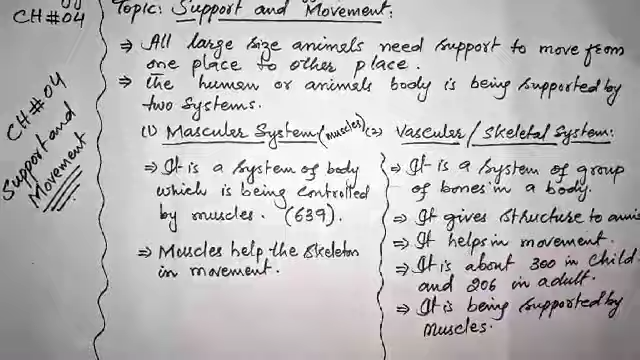 CH#04
Topic: Support and Movement:
⇒ All large size animals need support to move from
one place to other place.
⇒ The human or animals body is being supported by
two systems.
(1) Mascular System (muscles) (2) Vascular / Skeletal System:
⇒ It is a system of body
which is being controlled
by muscles. (639).
⇒ Muscles help the skeleton
in movement.
⇒ It is a system of group
of bones in a body.
⇒ It gives structure to
⇒ It helps in movement.
⇒ It is about 300 in child
and 206 in adult.
⇒ It is being supported by
muscles.
CH#04
Support and
Movement